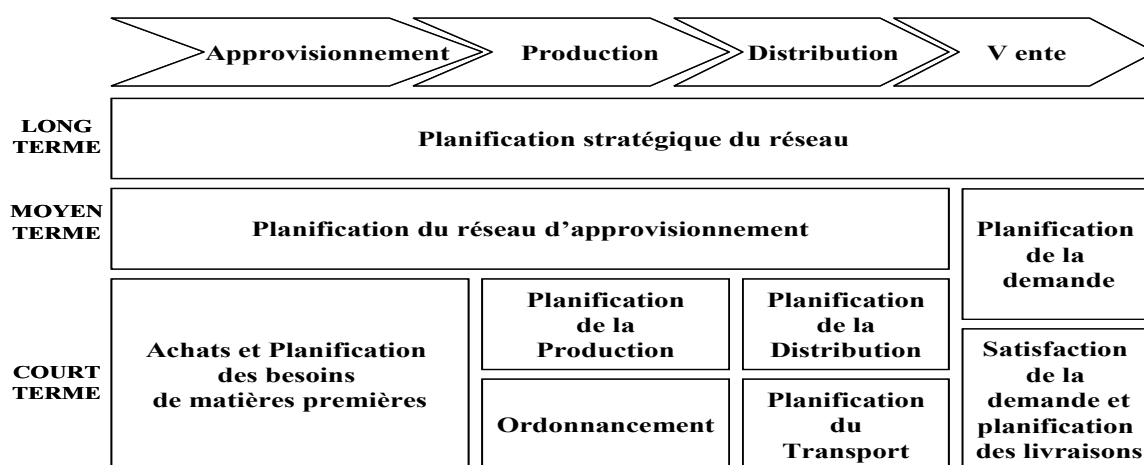 Approvisionnement
Production
Distribution
V ente
LONG
TERME
Planification stratégique du réseau
MOYEN
TERME
Planification du réseau d'approvisionnement
Planification
de la
demande
COURT
TERME
Achats et Planification
des besoins
de matières premières
Planification
de la
Production
Ordonnancement
Planification
de la
Distribution
Planification
du
Transport
Satisfaction
de la
demande et
planification
des livraisons